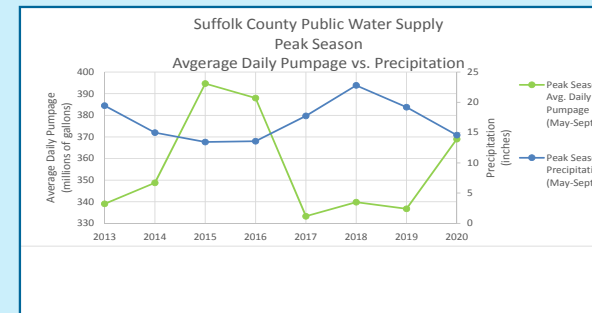 Suffolk County Public Water Supply
Peak Season
Avgerage Daily Pumpage vs. Precipitation
400
390
380
370
360
350
340
330
Average Daily Pumpage
(millions of gallons)
25
20
15
10
5
0
Precipitation
(inches)
2013 2014 2015 2016 2017 2018 2019 2020
Peak Seas
Avg. Daily
Pumpage
(May-Sept
Peak Seas
Precipitati
(May-Sept